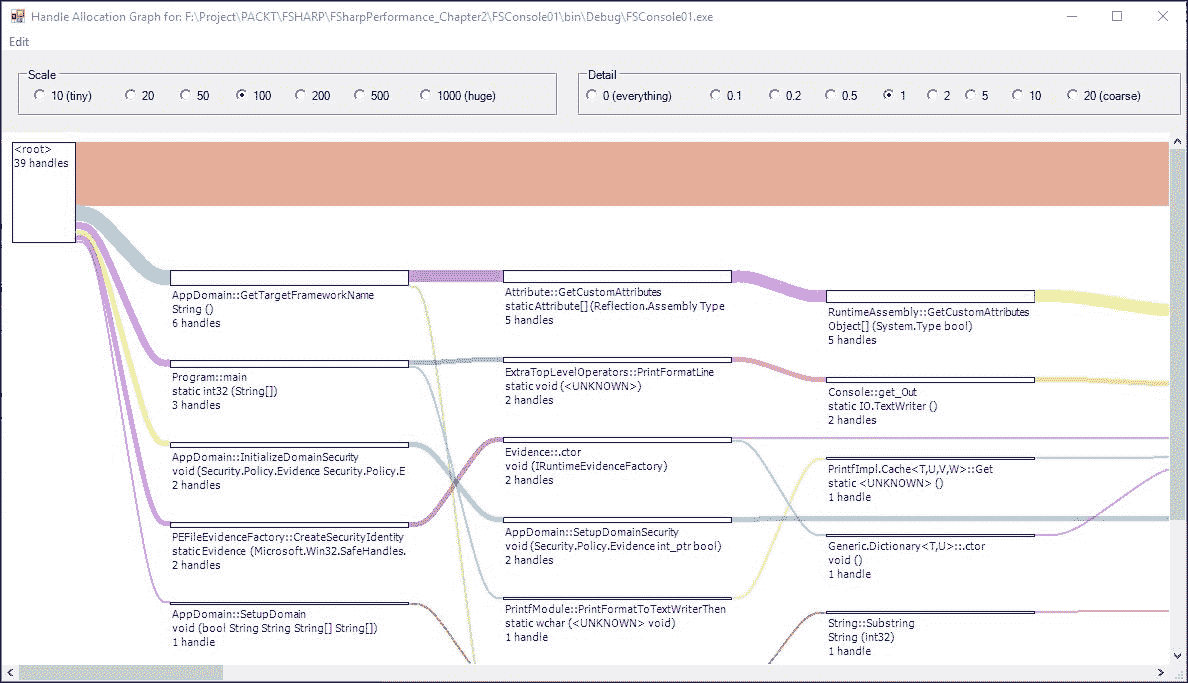 Handle Allocation Graph for: F:\Project\PACKT\FSHARP\FSharpPerformance_Chapter2\FSConsole01\bin\Debug\FSConsole01.exe
Edit
Scale
10 (tiny) 20 50 100 200 500 1000 (huge)
Detail
0 (everything) 0.1 0.2 0.5 1 2 5 10 20 (coarse)
<root>
39 handles
AppDomain::GetTargetFrameworkName
String ()
6 handles
Program::main
static int32 (String[])
3 handles
AppDomain::InitializeDomainSecurity
void (Security.Policy.Evidence Security.Policy.E
2 handles
PEFileEvidenceFactory::CreateSecurityIdentity
static Evidence (Microsoft.Win32.SafeHandles.
2 handles
AppDomain::SetupDomain
void (bool String String String[] String[])
1 handle
Attribute::GetCustomAttributes
static Attribute[] (Reflection.Assembly Type
5 handles
ExtraTopLevelOperators::PrintFormatLine
static void (<UNKNOWN>)
2 handles
Evidence::.ctor
void (IRuntimeEvidenceFactory)
2 handles
AppDomain::SetupDomainSecurity
void (Security.Policy.Evidence int_ptr bool)
2 handles
PrintfModule::PrintFormatToTextWriterThen
static wchar (<UNKNOWN> void)
1 handle
RuntimeAssembly::GetCustomAttributes
Object[] (System.Type bool)
5 handles
Console::get_Out
static IO.TextWriter ()
2 handles
PrintfImpl.Cache<T,U,V,W>::Get
static <UNKNOWN> ()
1 handle
Generic.Dictionary<T,U>::.ctor
void ()
1 handle
String::Substring
String (int32)
1 handle